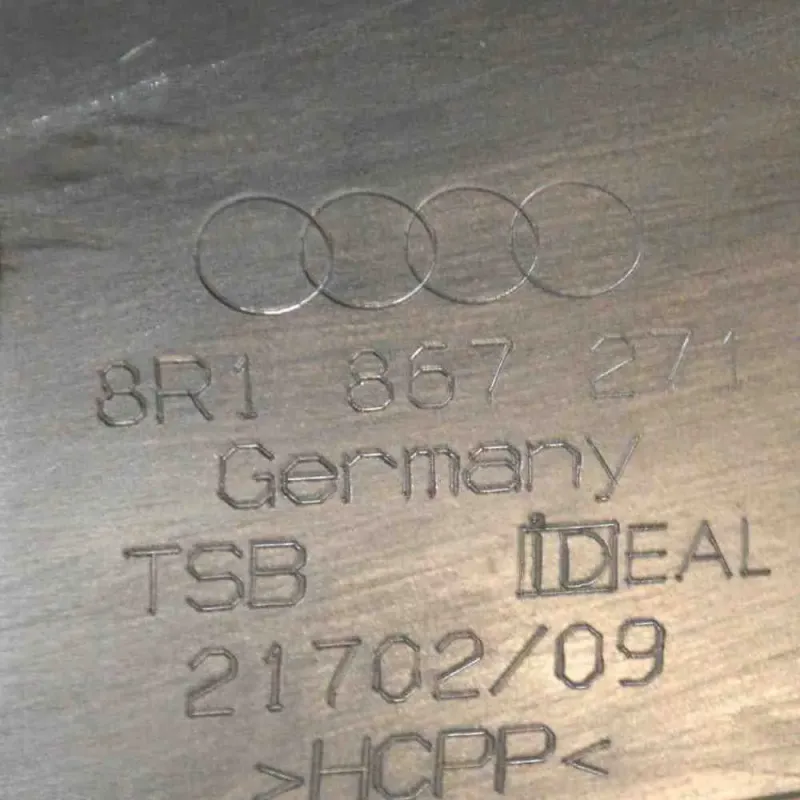 8R1 867 271
Germany
TSB IDEAL
21702/09
>HCPP<